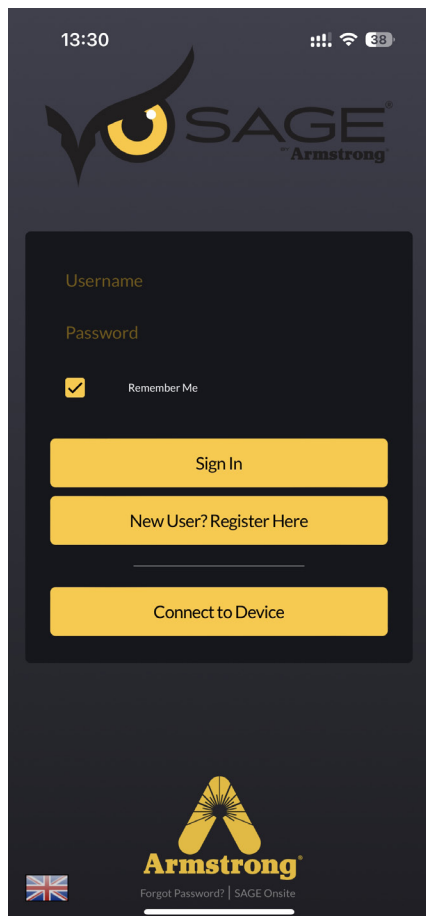 13:30
38
SAGE®
BY Armstrong®
Username
Password
Remember Me
Sign In
New User? Register Here
Connect to Device
Armstrong®
Forgot Password? | SAGE Onsite